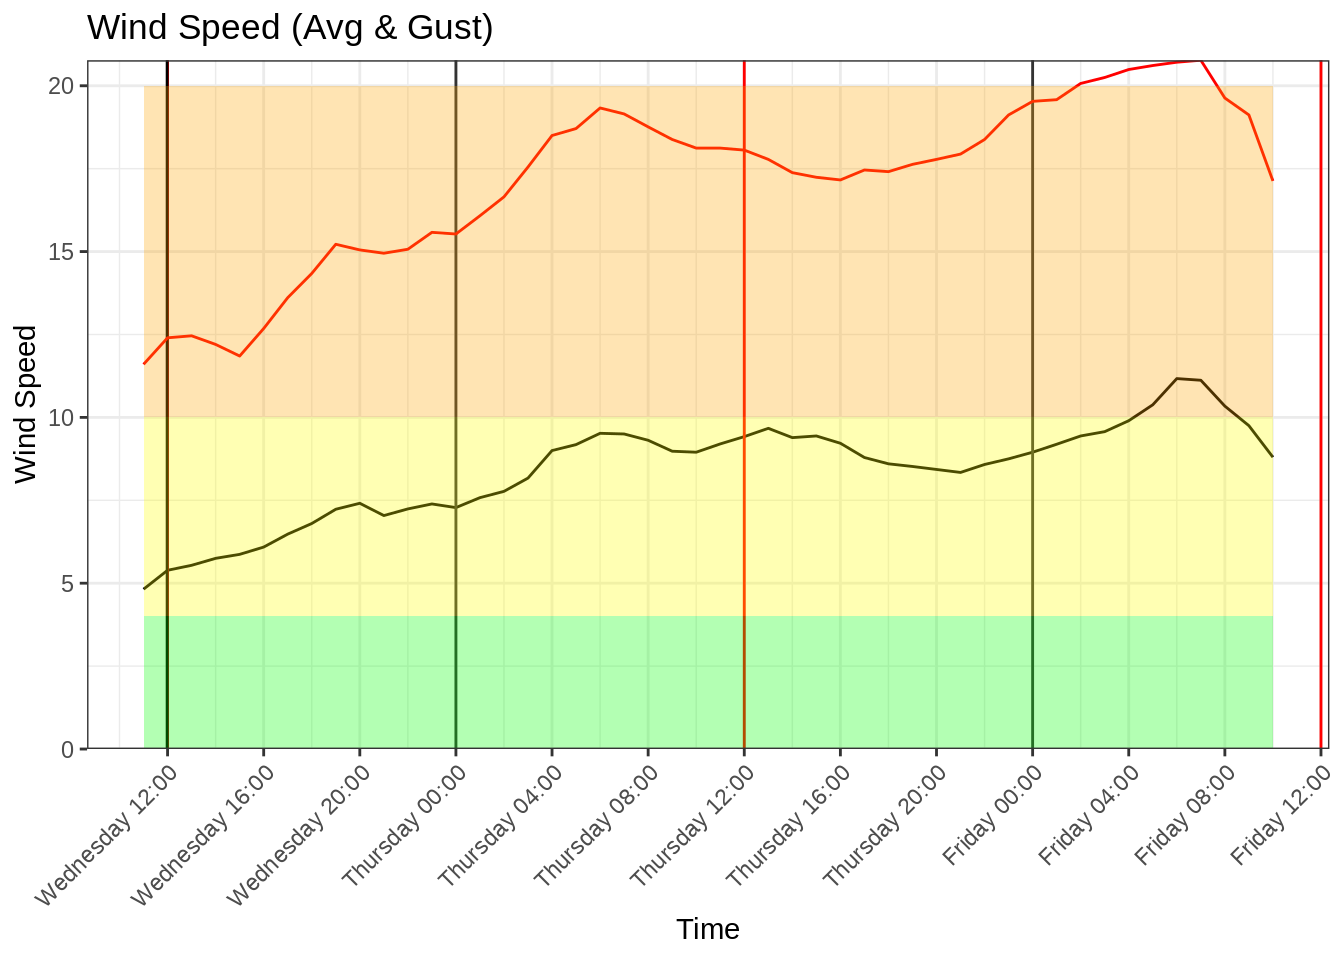 Wind Speed (Avg & Gust)
Wind Speed
20
15
10
5
0
Wednesday 12:00
Wednesday 16:00
Wednesday 20:00
Thursday 00:00
Thursday 04:00
Thursday 08:00
Thursday 12:00
Thursday 16:00
Thursday 20:00
Friday 00:00
Friday 04:00
Friday 08:00
Friday 12:00
Time